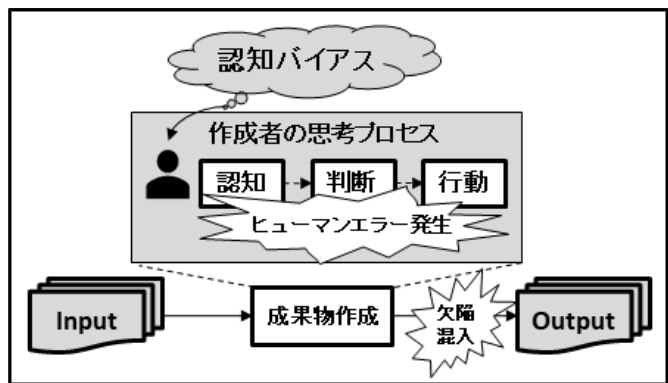 認知バイアス
作成者の思考プロセス
認知
判断
行動
ヒューマンエラー発生
Input
成果物作成
欠陥
混入
Output